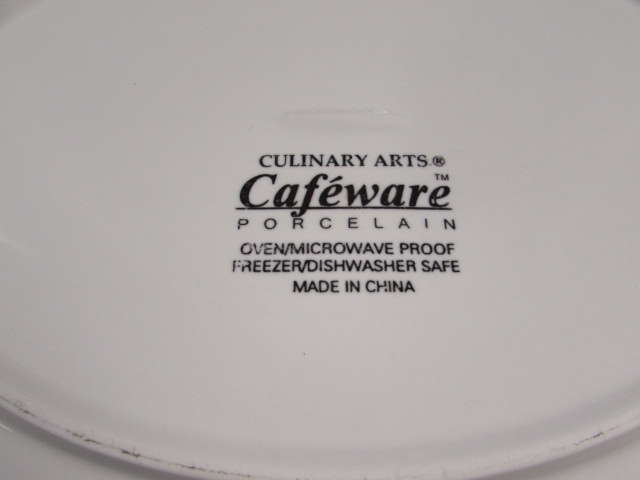 CULINARY ARTS®
Caféware™
PORCELAIN
OVEN/MICROWAVE PROOF
FREEZER/DISHWASHER SAFE
MADE IN CHINA